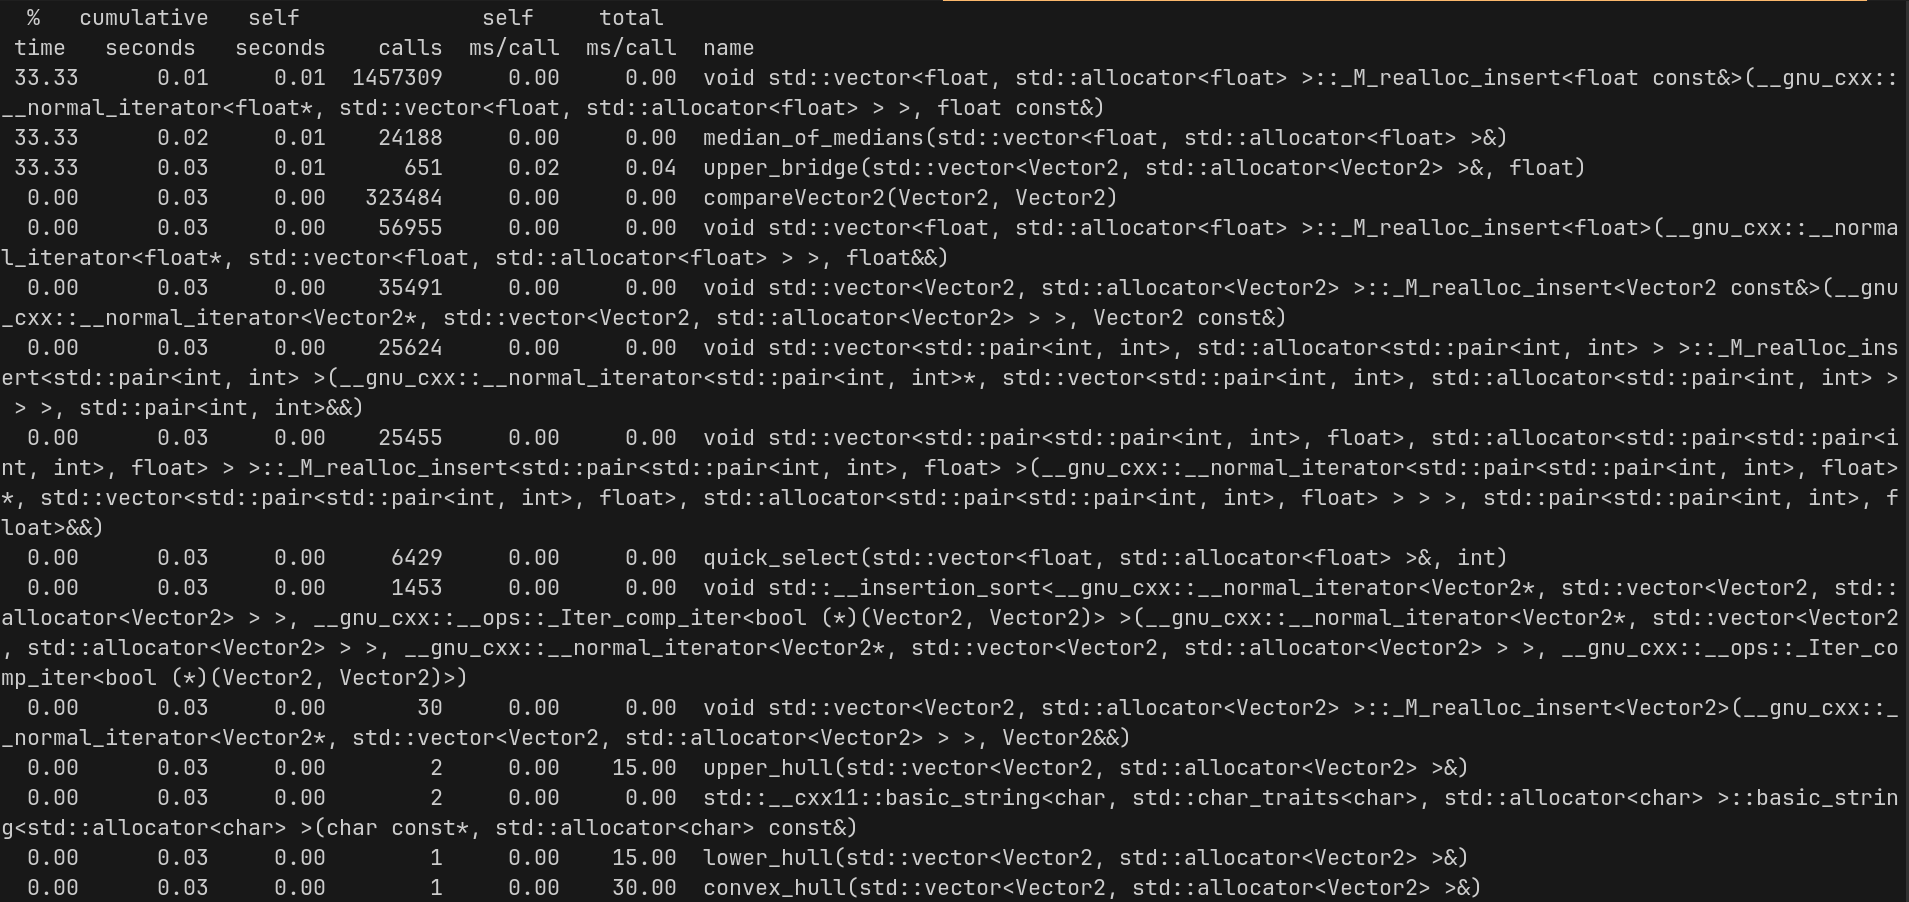 %   cumulative   self              self     total
 time   seconds   seconds    calls  ms/call  ms/call  name
 33.33      0.01     0.01  1457309     0.00     0.00  void std::vector<float, std::allocator<float> >::_M_realloc_insert<float const&>(__gnu_cxx::
__normal_iterator<float*, std::vector<float, std::allocator<float> > >, float const&)
 33.33      0.02     0.01    24188     0.00     0.00  median_of_medians(std::vector<float, std::allocator<float> >&)
 33.33      0.03     0.01      651     0.02     0.04  upper_bridge(std::vector<Vector2, std::allocator<Vector2> >&, float)
  0.00      0.03     0.00   323484     0.00     0.00  compareVector2(Vector2, Vector2)
  0.00      0.03     0.00    56955     0.00     0.00  void std::vector<float, std::allocator<float> >::_M_realloc_insert<float>(__gnu_cxx::__norma
l_iterator<float*, std::vector<float, std::allocator<float> > >, float&&)
  0.00      0.03     0.00    35491     0.00     0.00  void std::vector<Vector2, std::allocator<Vector2> >::_M_realloc_insert<Vector2 const&>(__gnu
_cxx::__normal_iterator<Vector2*, std::vector<Vector2, std::allocator<Vector2> > >, Vector2 const&)
  0.00      0.03     0.00    25624     0.00     0.00  void std::vector<std::pair<int, int>, std::allocator<std::pair<int, int> > >::_M_realloc_ins
ert<std::pair<int, int> >(__gnu_cxx::__normal_iterator<std::pair<int, int>*, std::vector<std::pair<int, int>, std::allocator<std::pair<int, int> >
 > >, std::pair<int, int>&&)
  0.00      0.03     0.00    25455     0.00     0.00  void std::vector<std::pair<std::pair<int, int>, float>, std::allocator<std::pair<std::pair<i
nt, int>, float> > >::_M_realloc_insert<std::pair<std::pair<int, int>, float> >(__gnu_cxx::__normal_iterator<std::pair<std::pair<int, int>, float>
*, std::vector<std::pair<std::pair<int, int>, float>, std::allocator<std::pair<std::pair<int, int>, float> > > >, std::pair<std::pair<int, int>, f
loat>&&)
  0.00      0.03     0.00     6429     0.00     0.00  quick_select(std::vector<float, std::allocator<float> >&, int)
  0.00      0.03     0.00     1453     0.00     0.00  void std::__insertion_sort<__gnu_cxx::__normal_iterator<Vector2*, std::vector<Vector2, std::
allocator<Vector2> > >, __gnu_cxx::__ops::_Iter_comp_iter<bool (*)(Vector2, Vector2)> >(__gnu_cxx::__normal_iterator<Vector2*, std::vector<Vector2
, std::allocator<Vector2> > >, __gnu_cxx::__normal_iterator<Vector2*, std::vector<Vector2, std::allocator<Vector2> > >, __gnu_cxx::__ops::_Iter_co
mp_iter<bool (*)(Vector2, Vector2)>)
  0.00      0.03     0.00       30     0.00     0.00  void std::vector<Vector2, std::allocator<Vector2> >::_M_realloc_insert<Vector2>(__gnu_cxx::_
_normal_iterator<Vector2*, std::vector<Vector2, std::allocator<Vector2> > >, Vector2&&)
  0.00      0.03     0.00        2     0.00    15.00  upper_hull(std::vector<Vector2, std::allocator<Vector2> >&)
  0.00      0.03     0.00        2     0.00     0.00  std::__cxx11::basic_string<char, std::char_traits<char>, std::allocator<char> >::basic_strin
g<std::allocator<char> >(char const*, std::allocator<char> const&)
  0.00      0.03     0.00        1     0.00    15.00  lower_hull(std::vector<Vector2, std::allocator<Vector2> >&)
  0.00      0.03     0.00        1     0.00    30.00  convex_hull(std::vector<Vector2, std::allocator<Vector2> >&)